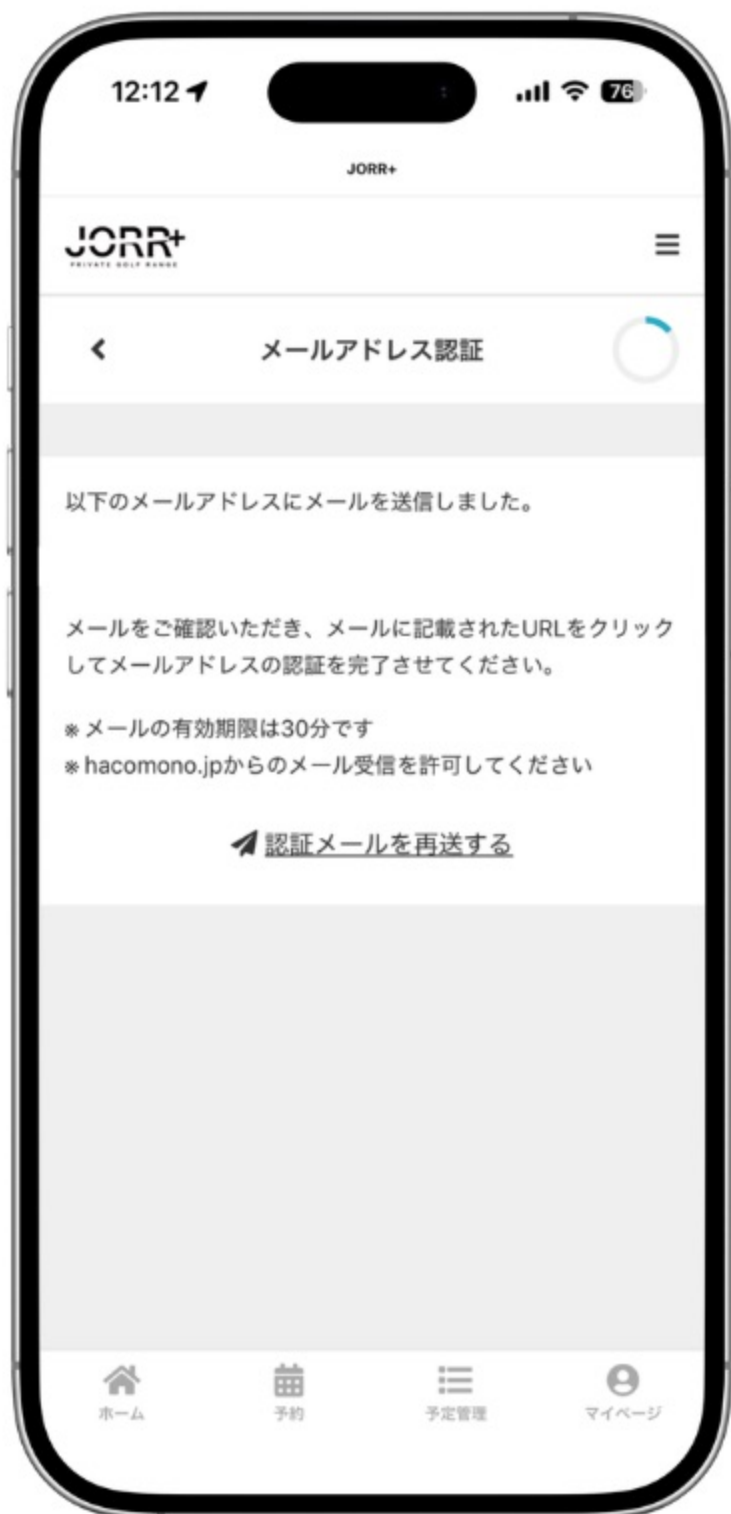 12:12
76
JORR+
JORR+
PRIVATE GOLF RANGE
メールアドレス認証
以下のメールアドレスにメールを送信しました。
メールをご確認いただき、メールに記載されたURLをクリック
してメールアドレスの認証を完了させてください。
※ メールの有効期限は30分です
※ hacomono.jpからのメール受信を許可してください
認証メールを再送する
ホーム
予約
予定管理
マイページ